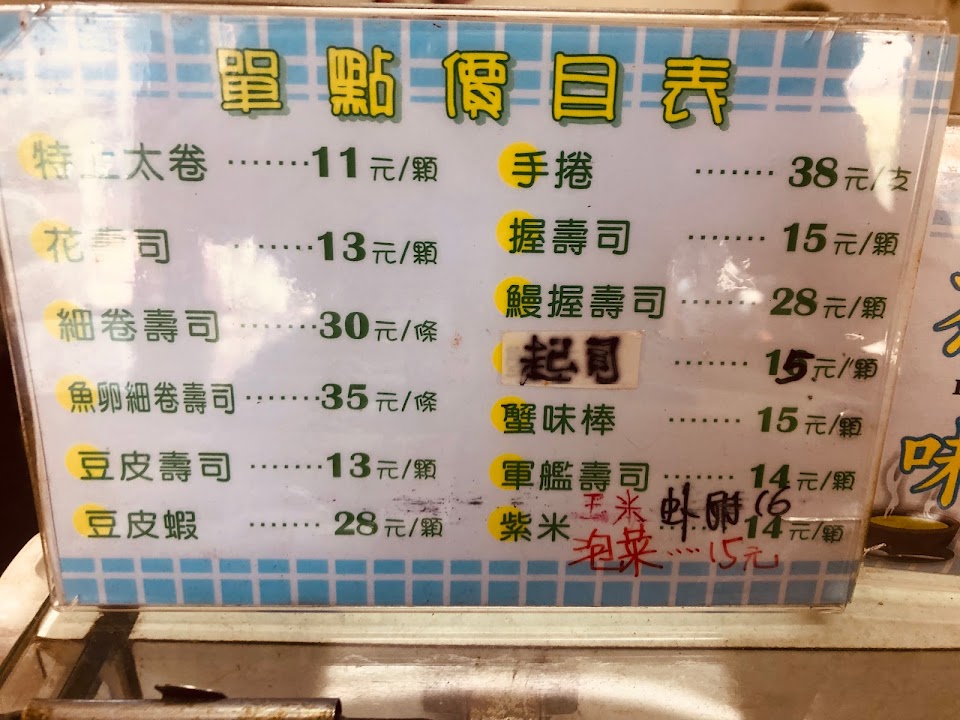 單點價目表
特上太卷 ········11元/顆
花壽司 ········13元/顆
細卷壽司 ········30元/條
魚卵細卷壽司 ·······35元/條
豆皮壽司 ·······13元/顆
豆皮蝦 ······· 28元/顆
手捲 ······· 38元/支
握壽司 ······· 15元/顆
鰻握壽司 ······· 28元/顆
起司 ······· 15元/顆
蟹味棒 ······· 15元/顆
軍艦壽司 ······· 14元/顆
玉米 16
紫米 14元/顆
泡菜....15元
味